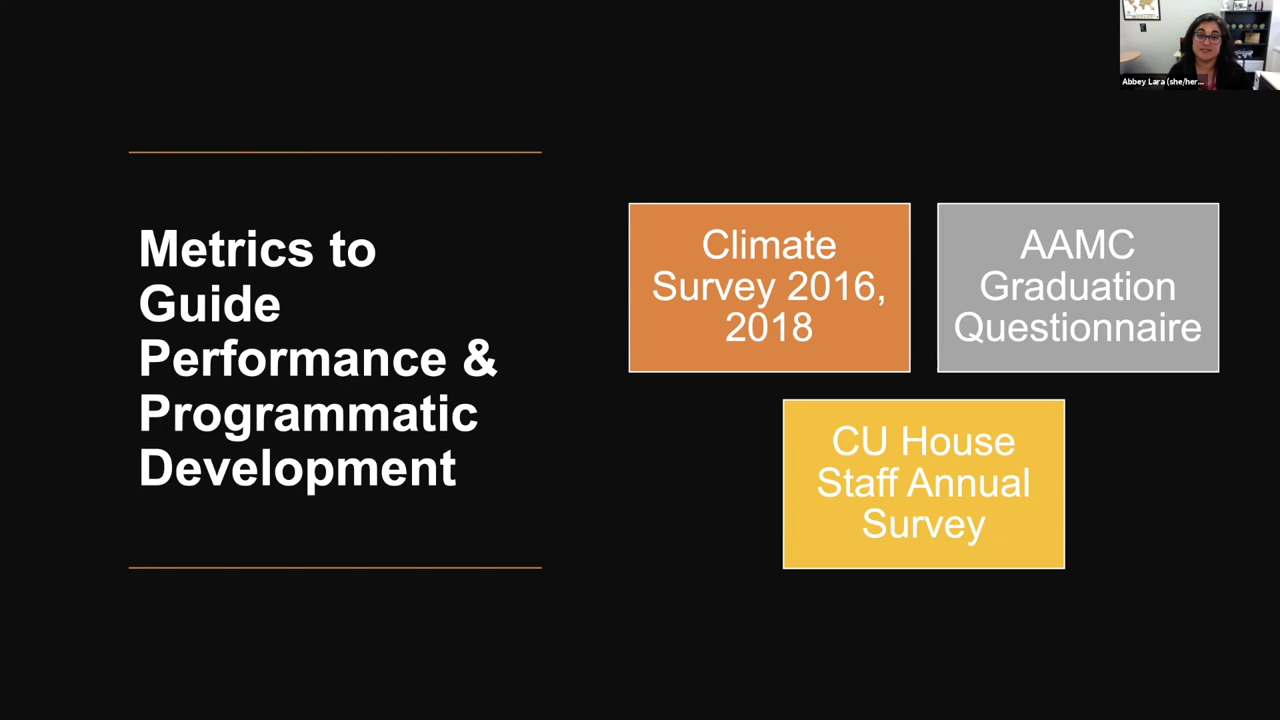 Abbey Lara (she/her...
Metrics to
Guide
Performance &
Programmatic
Development
Climate
Survey 2016,
2018
AAMC
Graduation
Questionnaire
CU House
Staff Annual
Survey